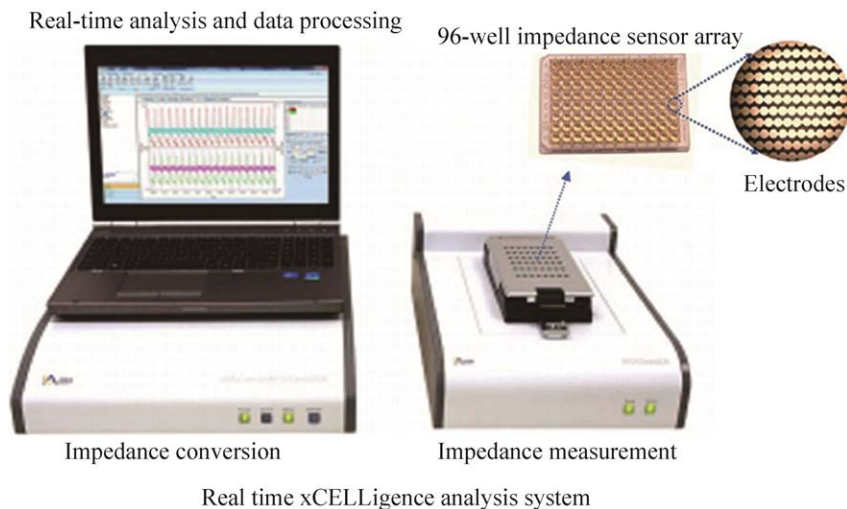 Real-time analysis and data processing
96-well impedance sensor array
Electrodes
Impedance conversion
Impedance measurement
Real time xCELLigence analysis system